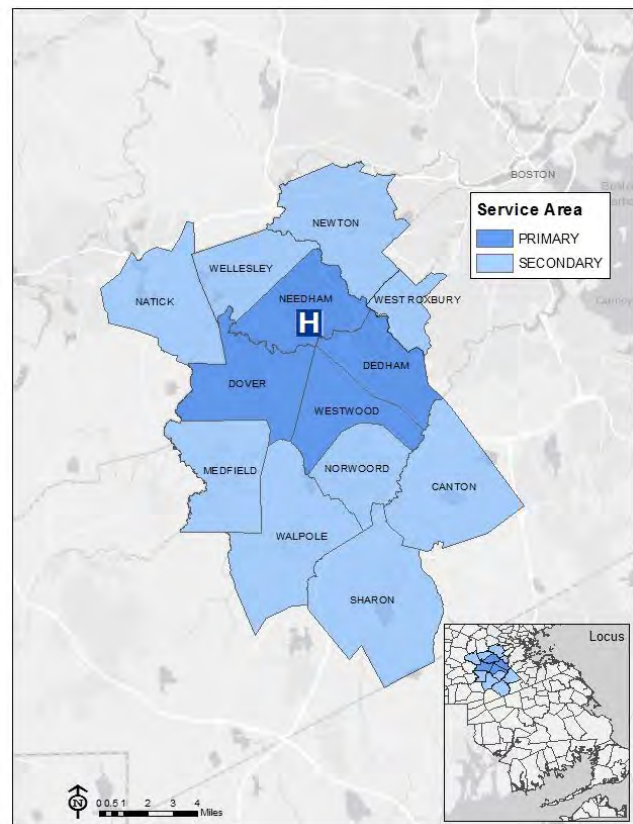 BOSTON
NEWTON
Service Area
PRIMARY
SECONDARY
WELLESLEY
NATICK
NEEDHAM
WEST ROXBURY
H
DEDHAM
DOVER
WESTWOOD
MEDFIELD
NORWOORD
CANTON
WALPOLE
SHARON
Locus
N
0 0.5 1 2 3 4
Miles